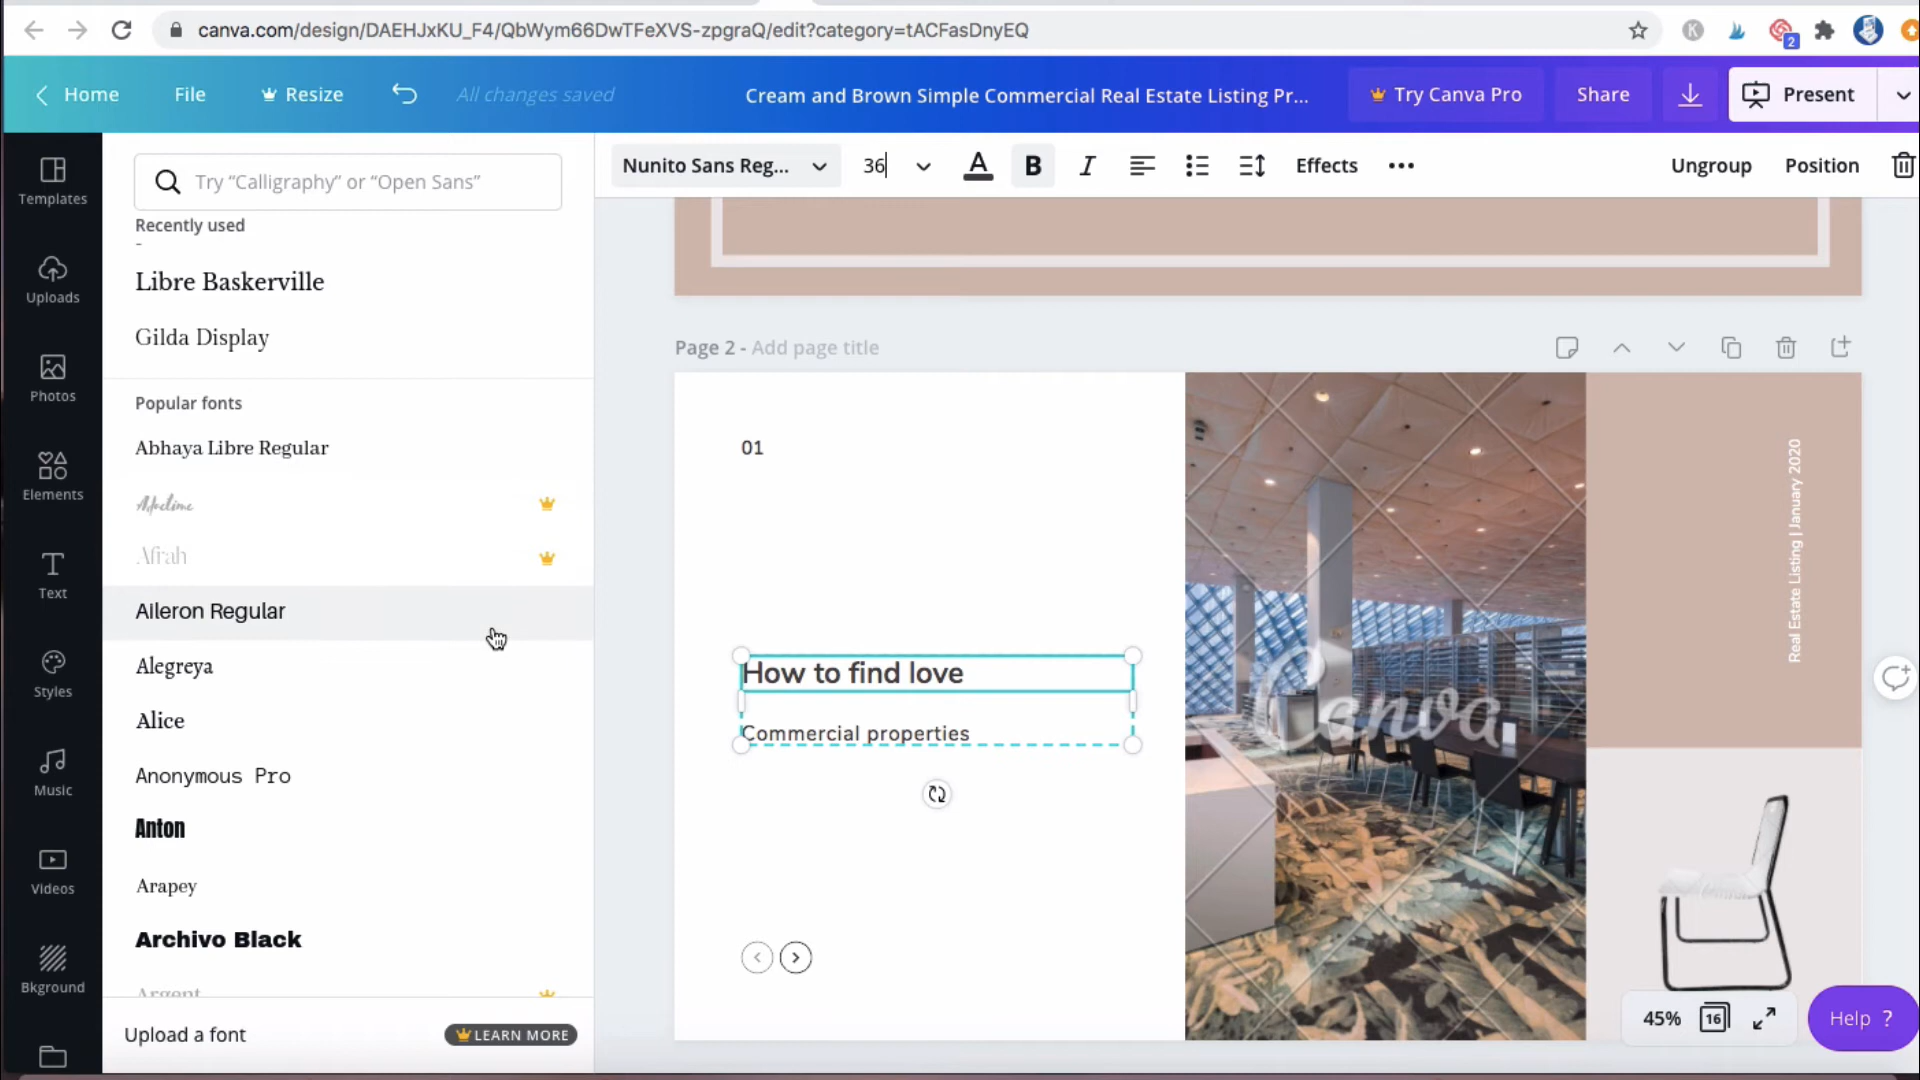 canva.com/design/DAEHJxKU_F4/QbWym66DwTFeXVS-zpgraQ/edit?category=tACFasDnyEQ
K
2
Home
File
Resize
All changes saved
Cream and Brown Simple Commercial Real Estate Listing Pr...
Try Canva Pro
Share
Present
Templates
Uploads
Photos
Elements
Text
Styles
Music
Videos
Bkground
Try “Calligraphy” or “Open Sans”
Recently used
Libre Baskerville
Gilda Display
Popular fonts
Abhaya Libre Regular
Afrah
Aileron Regular
Alegreya
Alice
Anonymous Pro
Anton
Arapey
Archivo Black
Argent
Upload a font
LEARN MORE
Nunito Sans Reg...
36
A
B
I
Effects
Ungroup
Position
Page 2 - Add page title
01
How to find love
Commercial properties
Canva
Real Estate Listing | January 2020
45%
16
Help ?